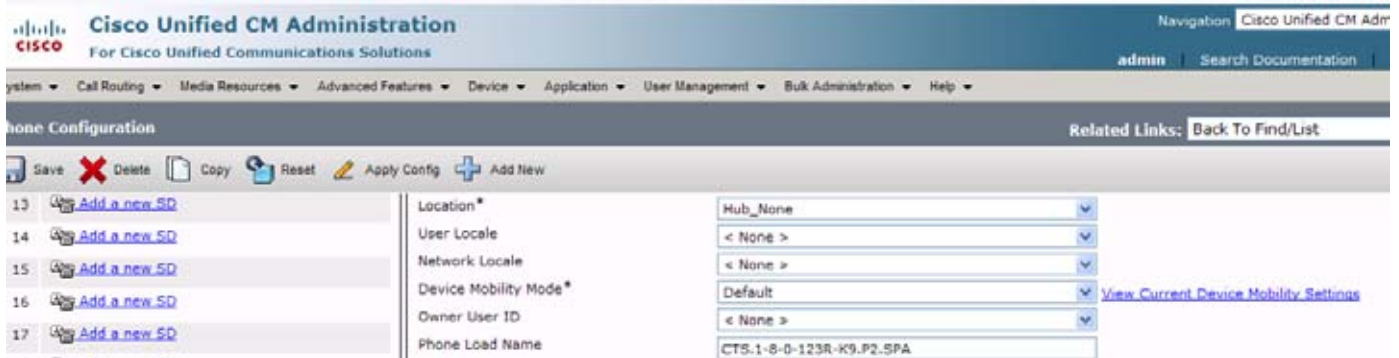 Cisco Unified CM Administration
Navigation Cisco Unified CM Adm
CISCO
For Cisco Unified Communications Solutions
admin | Search Documentation |
ystem Call Routing Media Resources Advanced Features Device Application User Management Bulk Administration Help
hone Configuration
Related Links: Back To Find/List
Save Delete Copy Reset Apply Config Add New
13 Add a new SD
Location* Hub_None
14 Add a new SD
User Locale < None >
15 Add a new SD
Network Locale < None >
Device Mobility Mode* Default View Current Device Mobility Settings
16 Add a new SD
Owner User ID < None >
17 Add a new SD
Phone Load Name CTS.1-8-0-123R-K9.P2.SPA